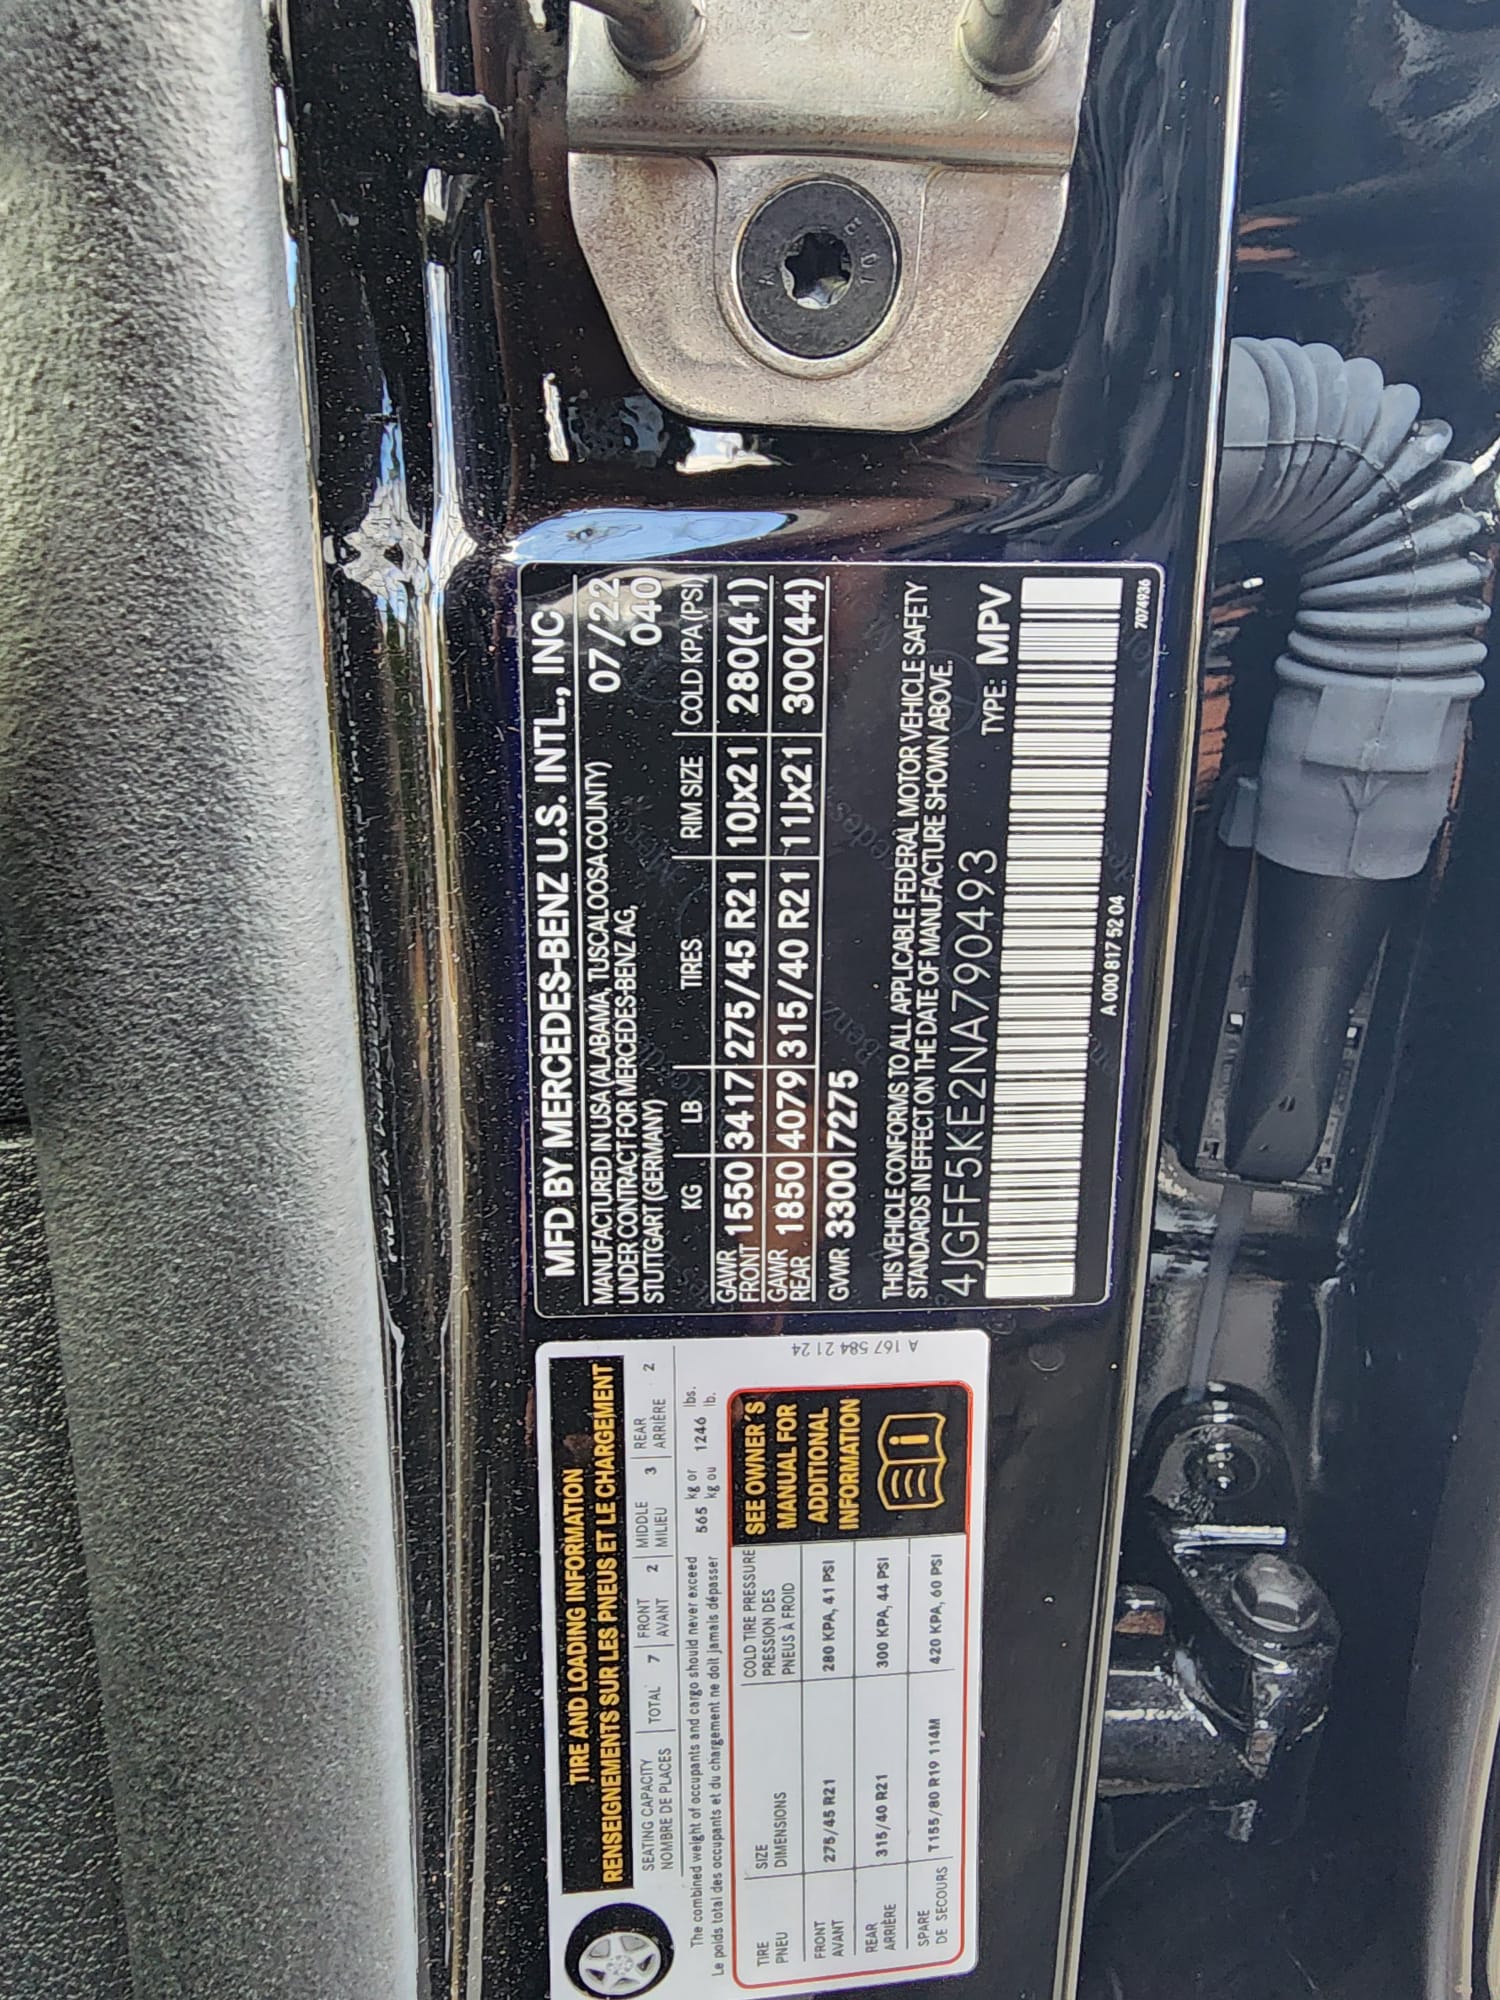 MFD BY MERCEDES-BENZ U.S. INTL., INC
MANUFACTURED IN USA (ALABAMA, TUSCALOOSA COUNTY) 07/22
UNDER CONTRACT FOR MERCEDES-BENZ AG, 040
STUTTGART (GERMANY)
KG LB TIRES RIM SIZE COLD KPA (PSI)
GAWR FRONT 1550 3417 275/45 R21 10Jx21 280(41)
GAWR REAR 1850 4079 315/40 R21 11Jx21 300(44)
GVWR 3300 7275
THIS VEHICLE CONFORMS TO ALL APPLICABLE FEDERAL MOTOR VEHICLE SAFETY
STANDARDS IN EFFECT ON THE DATE OF MANUFACTURE SHOWN ABOVE.
4JGFF5KE2NA790493 TYPE: MPV
A 000 817 52 04 7074936
TIRE AND LOADING INFORMATION
RENSEIGNEMENTS SUR LES PNEUS ET LE CHARGEMENT
SEATING CAPACITY TOTAL 7 FRONT 2 MIDDLE 3 REAR 2
NOMBRE DE PLACES AVANT MILIEU ARRIÈRE
The combined weight of occupants and cargo should never exceed 565 kg or 1246 lbs.
Le poids total des occupants et du chargement ne doit jamais dépasser kg ou lb.
TIRE SIZE COLD TIRE PRESSURE
PNEU DIMENSIONS PRESSION DES
PNEUS À FROID
FRONT 275/45 R21 280 KPA, 41 PSI
AVANT
REAR 315/40 R21 300 KPA, 44 PSI
ARRIÈRE
SPARE T155/80 R19 114M 420 KPA, 60 PSI
DE SECOURS
SEE OWNER'S
MANUAL FOR
ADDITIONAL
INFORMATION
A 167 584 21 24